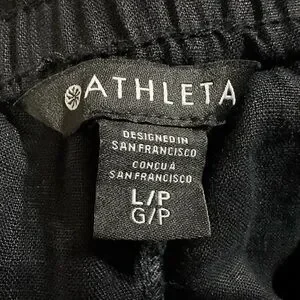 ATHLETA
DESIGNED IN
SAN FRANCISCO
CONÇU À
SAN FRANCISCO
L/P
G/P